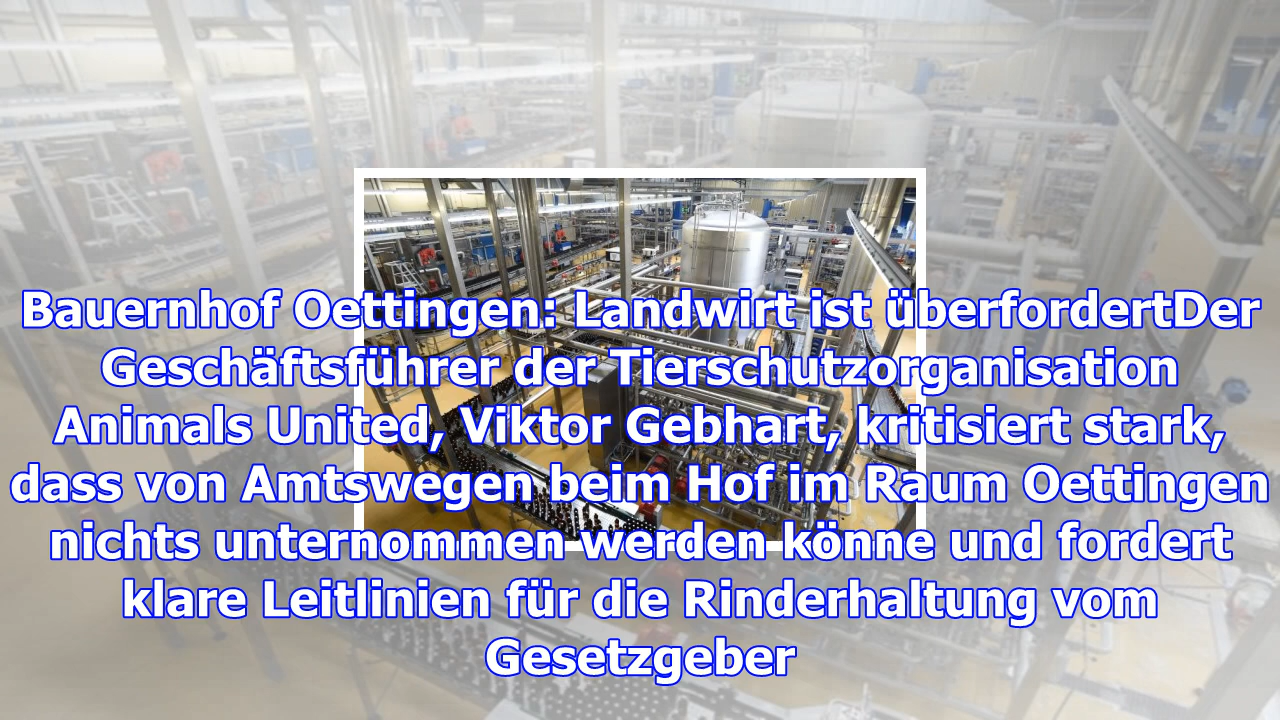 Bauernhof Oettingen: Landwirt ist überfordertDer
Geschäftsführer der Tierschutzorganisation
Animals United, Viktor Gebhart, kritisiert stark,
dass von Amtswegen beim Hof im Raum Oettingen
nichts unternommen werden könne und fordert
klare Leitlinien für die Rinderhaltung vom
Gesetzgeber